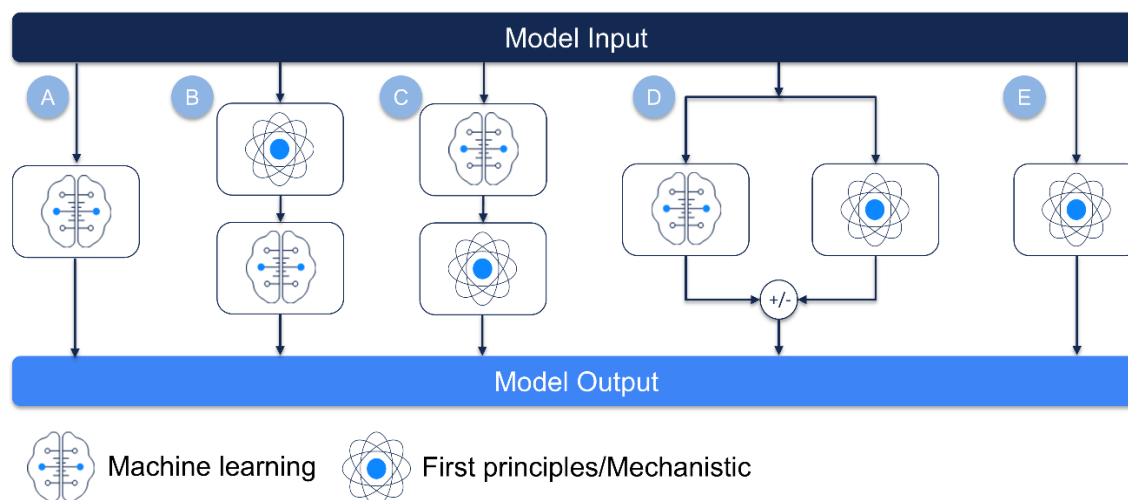 Model Input
A
B
C
D
E
+/-
Model Output
Machine learning
First principles/Mechanistic